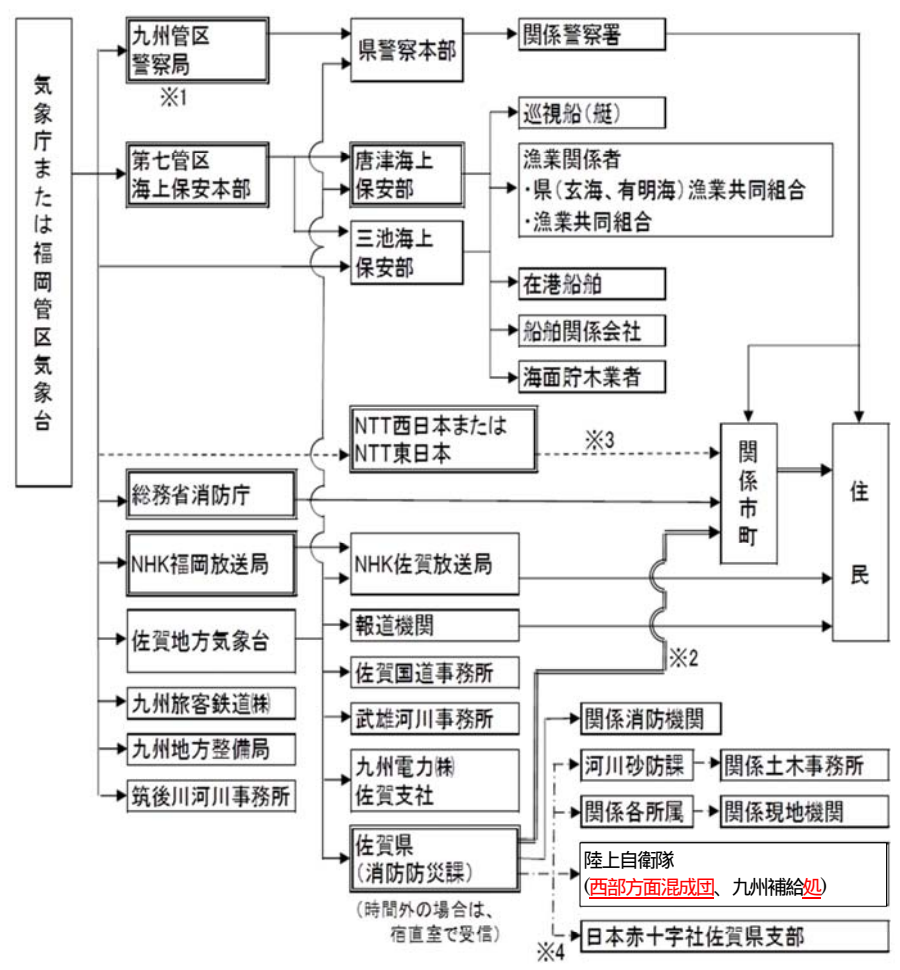 気象庁または福岡管区気象台
九州管区
警察局
※1
第七管区
海上保安本部
県警察本部
関係警察署
唐津海上
保安部
三池海上
保安部
巡視船(艇)
漁業関係者
・県(玄海、有明海)漁業共同組合
・漁業共同組合
在港船舶
船舶関係会社
海面貯木業者
NTT西日本または
NTT東日本
※3
関係市町
住民
総務省消防庁
NHK福岡放送局
NHK佐賀放送局
佐賀地方気象台
報道機関
※2
佐賀国道事務所
九州旅客鉄道㈱
武雄河川事務所
関係消防機関
九州地方整備局
九州電力㈱
佐賀支社
河川砂防課
関係土木事務所
筑後川河川事務所
関係各所属
関係現地機関
佐賀県
(消防防災課)
(時間外の場合は、
宿直室で受信)
陸上自衛隊
(西部方面混成団、九州補給処)
※4
日本赤十字社佐賀県支部